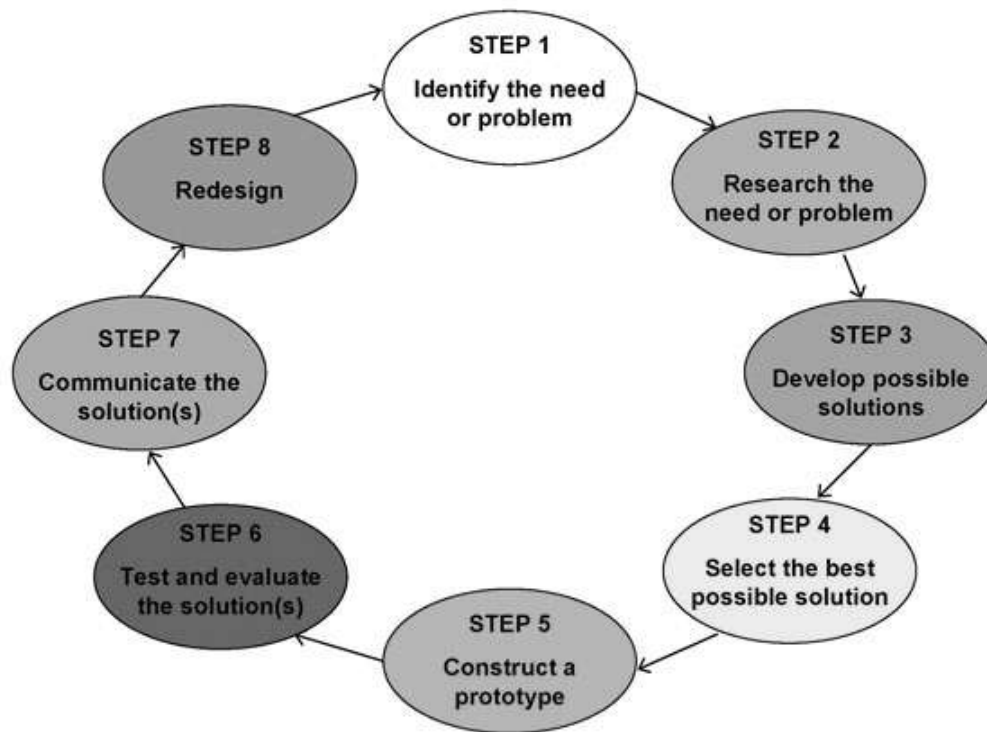 STEP 1
Identify the need
or problem
STEP 2
Research the
need or problem
STEP 3
Develop possible
solutions
STEP 4
Select the best
possible solution
STEP 5
Construct a
prototype
STEP 6
Test and evaluate
the solution(s)
STEP 7
Communicate the
solution(s)
STEP 8
Redesign